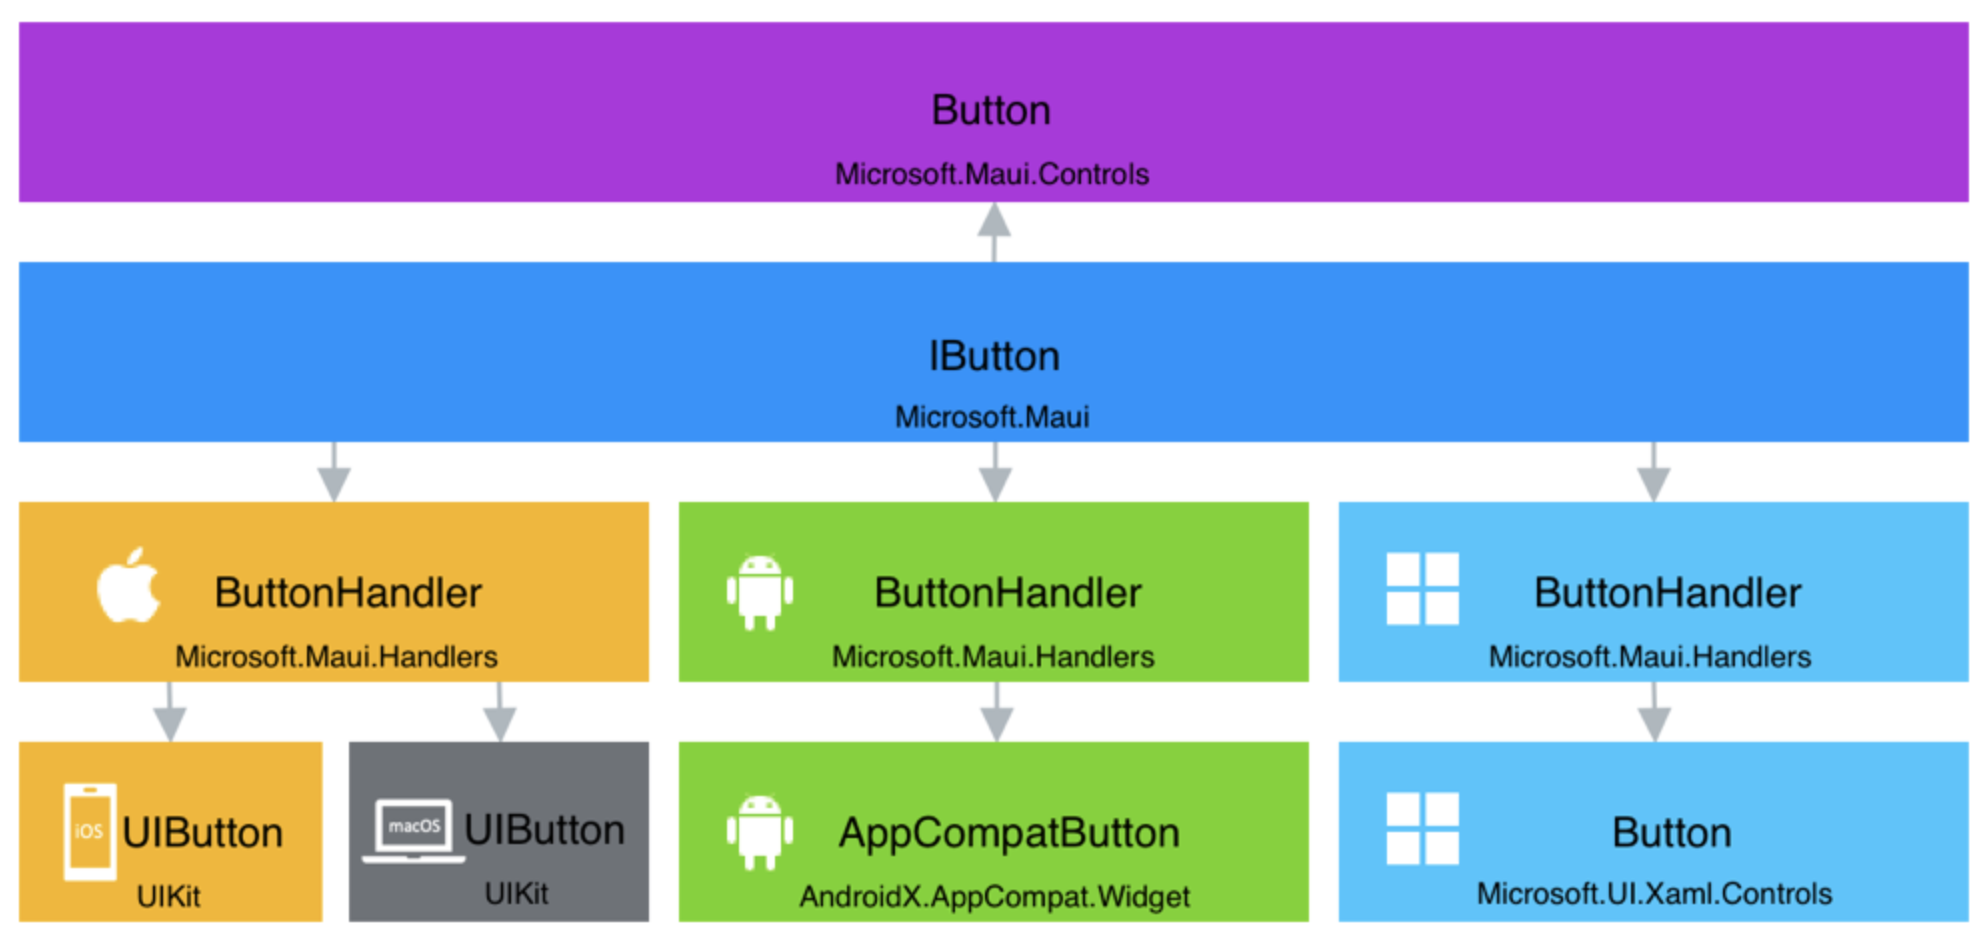 Button
Microsoft.Maui.Controls
IButton
Microsoft.Maui
ButtonHandler
Microsoft.Maui.Handlers
ButtonHandler
Microsoft.Maui.Handlers
ButtonHandler
Microsoft.Maui.Handlers
iOS
UIButton
UIKit
macOS
UIButton
UIKit
AppCompatButton
AndroidX.AppCompat.Widget
Button
Microsoft.UI.Xaml.Controls